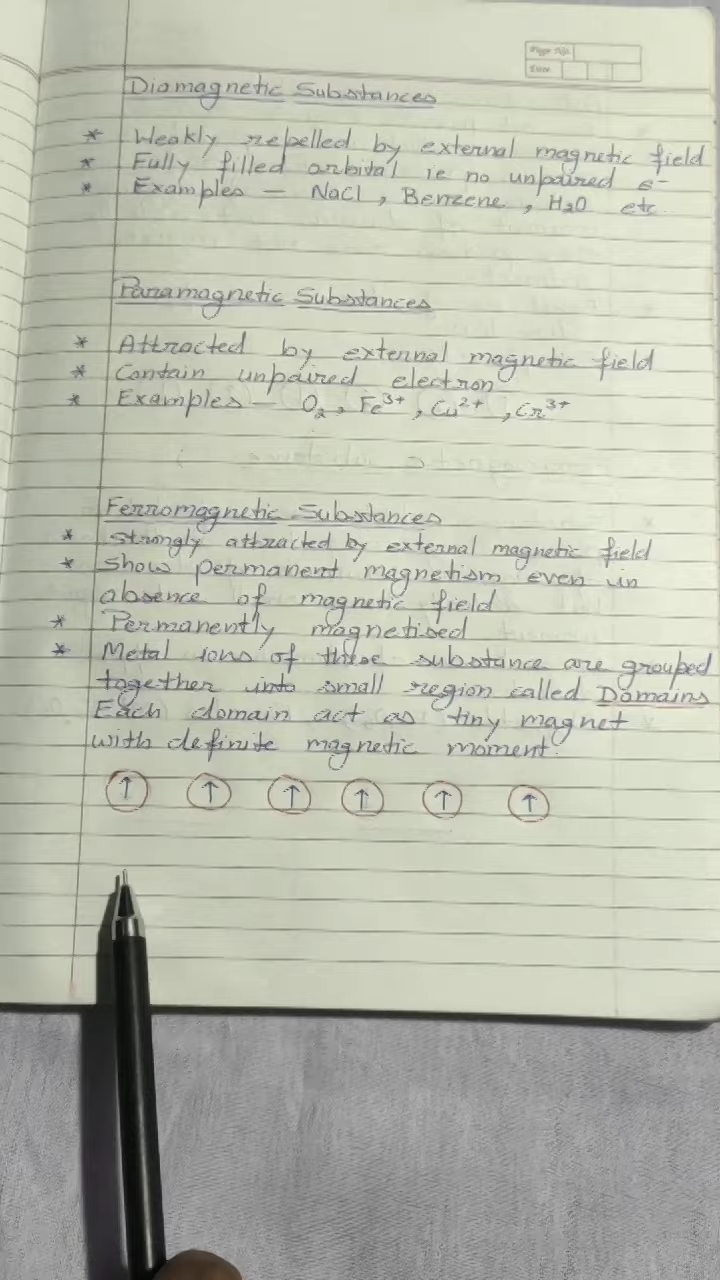 Page No.
Date
Diamagnetic Substances
* Weakly repelled by external magnetic field
* Fully filled orbital ie no unpaired e-
* Examples — NaCl, Benzene, H2O etc.
Paramagnetic Substances
* Attracted by external magnetic field
* Contain unpaired electron
* Examples — O2, Fe3+, Cu2+, Cr3+
Ferromagnetic Substances
* Strongly attracted by external magnetic field
* Show permanent magnetism even in
absence of magnetic field
* Permanently magnetised
* Metal ions of these substance are grouped
together into small region called Domains
Each domain act as tiny magnet
with definite magnetic moment.
↑ ↑ ↑ ↑ ↑ ↑